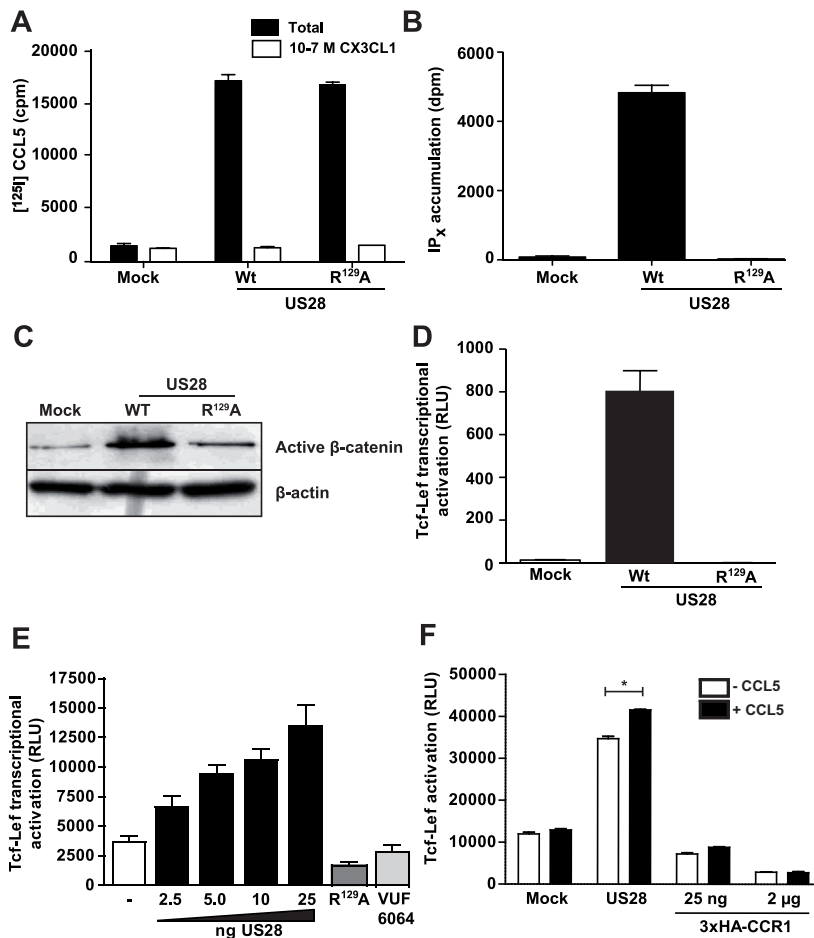 A
Total
10-7 M CX3CL1
[¹²⁵I] CCL5 (cpm)
20000
15000
10000
5000
0
Mock
Wt
R¹²⁹A
US28
B
IPₓ accumulation (dpm)
6000
4000
2000
0
Mock
Wt
R¹²⁹A
US28
C
US28
Mock
WT
R¹²⁹A
Active β-catenin
β-actin
D
Tcf-Lef transcriptional
activation (RLU)
1000
800
600
400
200
0
Mock
Wt
R¹²⁹A
US28
E
Tcf-Lef transcriptional
activation (RLU)
17500
15000
12500
10000
7500
5000
2500
0
-
2.5
5.0
10
25
R¹²⁹A
VUF
6064
ng US28
F
Tcf-Lef activation (RLU)
50000
40000
30000
20000
10000
0
*
- CCL5
+ CCL5
Mock
US28
25 ng
2 µg
3xHA-CCR1